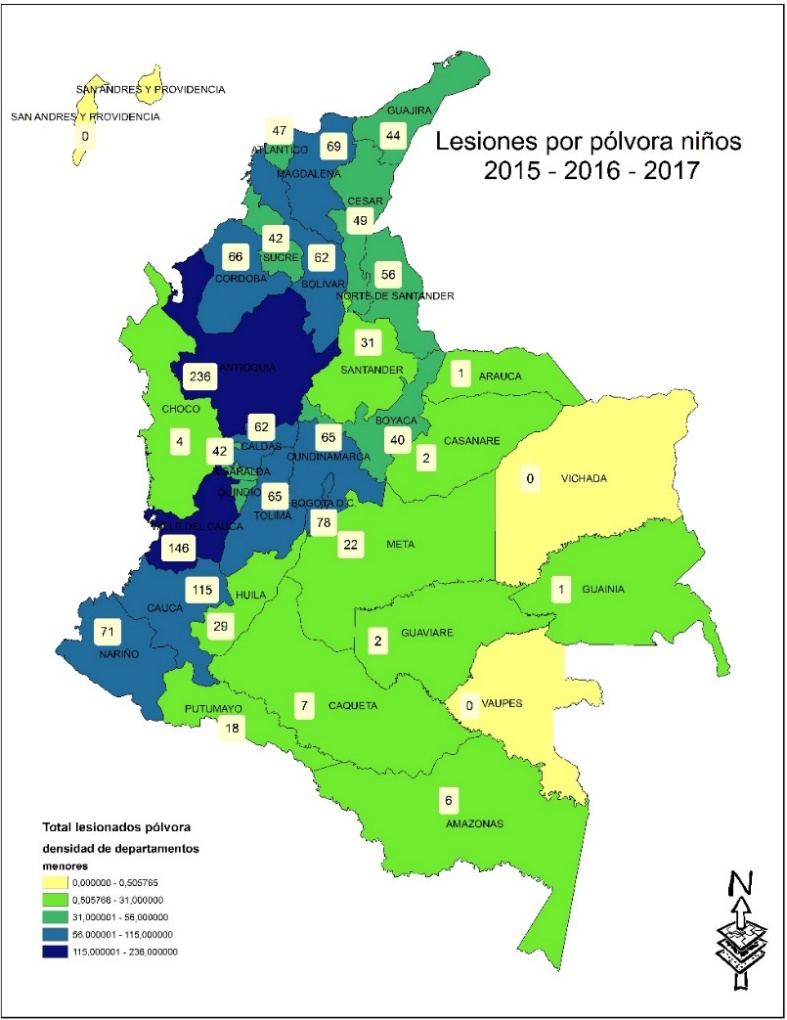 SAN ANDRES Y PROVIDENCIA
SAN ANDRES Y PROVIDENCIA
0
Lesiones por pólvora niños
2015 - 2016 - 2017
GUAJIRA
44
47
ATLANTICO
69
MAGDALENA
CESAR
49
42
SUCRE
66
CORDOBA
62
BOLIVAR
56
NORTE DE SANTANDER
31
SANTANDER
236
ANTIOQUIA
1
ARAUCA
CHOCO
4
62
CALDAS
65
CUNDINAMARCA
BOYACA
40
CASANARE
2
42
QUINDIO
65
TOLIMA
BOGOTA D.C.
78
0
VICHADA
VALLE DEL CAUCA
146
22
META
115
CAUCA
HUILA
29
1
GUAINIA
71
NARIÑO
2
GUAVIARE
PUTUMAYO
18
7
CAQUETA
0
VAUPES
6
AMAZONAS
Total lesionados pólvora
densidad de departamentos
menores
0,000000 - 0,505765
0,505766 - 31,000000
31,000001 - 56,000000
56,000001 - 115,000000
115,000001 - 236,000000
N